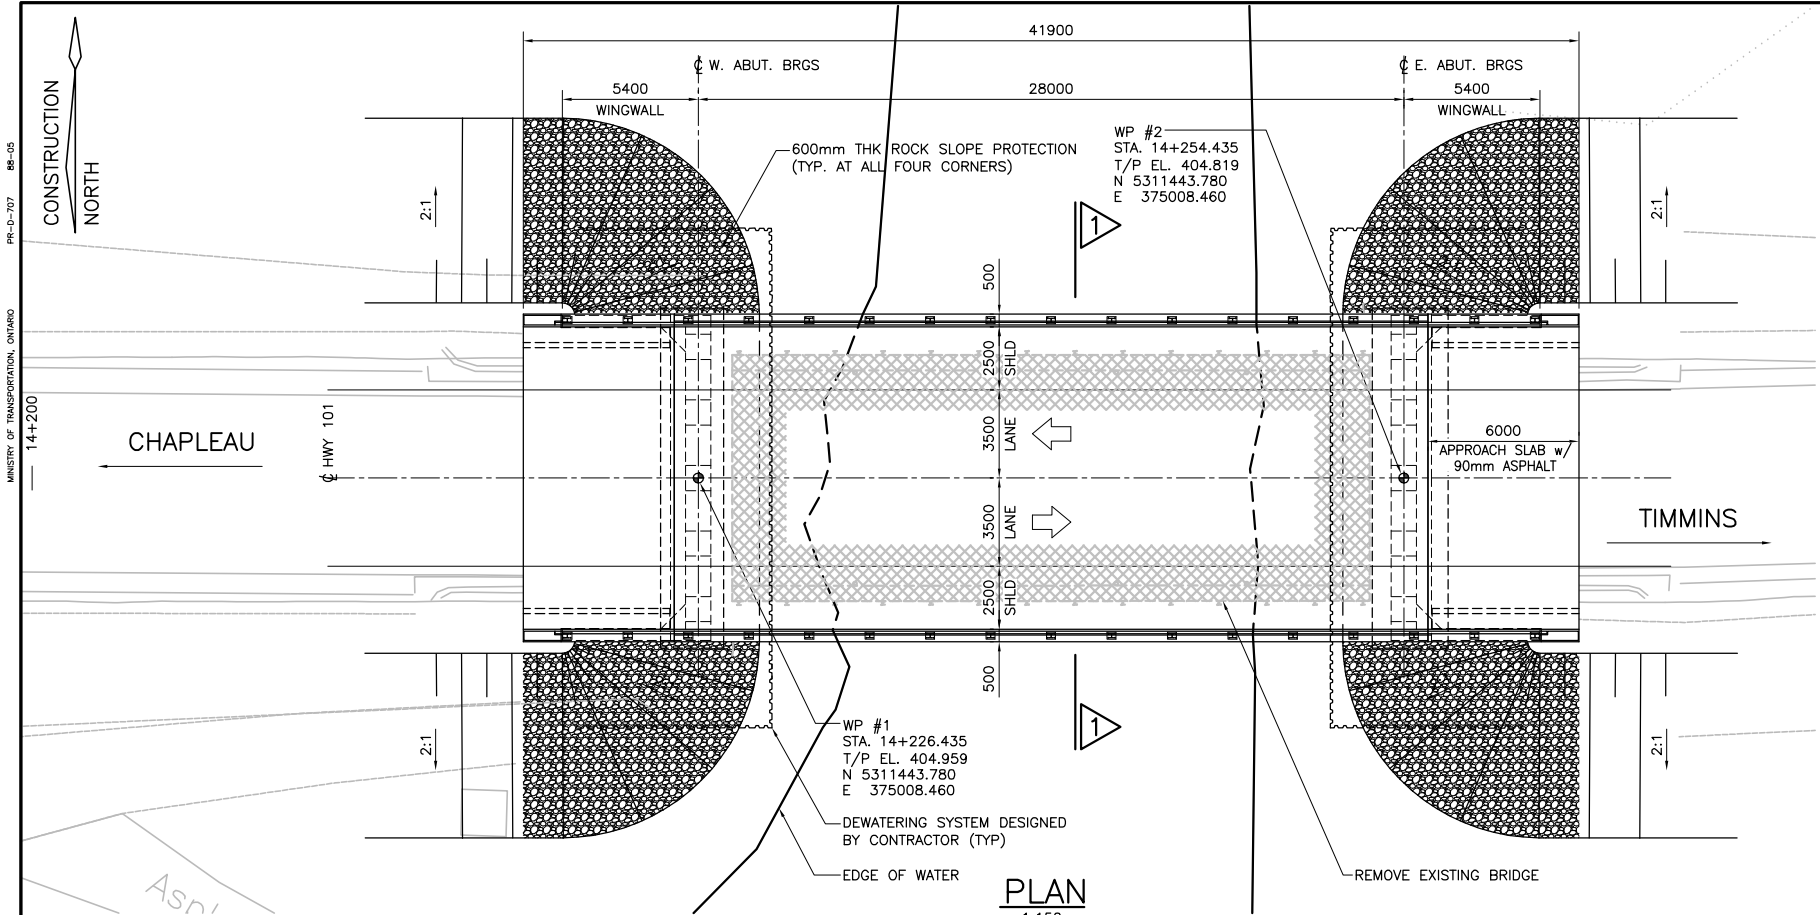 41900
℄ W. ABUT. BRGS
℄ E. ABUT. BRGS
5400
WINGWALL
28000
5400
WINGWALL
CONSTRUCTION
NORTH
MINISTRY OF TRANSPORTATION, ONTARIO
PR-D-707
88-05
600mm THK ROCK SLOPE PROTECTION
(TYP. AT ALL FOUR CORNERS)
WP #2
STA. 14+254.435
T/P EL. 404.819
N 5311443.780
E 375008.460
2:1
2:1
1
500
2500
SHLD
3500
LANE
3500
LANE
2500
SHLD
500
14+200
CHAPLEAU
℄ HWY 101
6000
APPROACH SLAB w/
90mm ASPHALT
TIMMINS
1
2:1
2:1
WP #1
STA. 14+226.435
T/P EL. 404.959
N 5311443.780
E 375008.460
DEWATERING SYSTEM DESIGNED
BY CONTRACTOR (TYP)
EDGE OF WATER
REMOVE EXISTING BRIDGE
PLAN